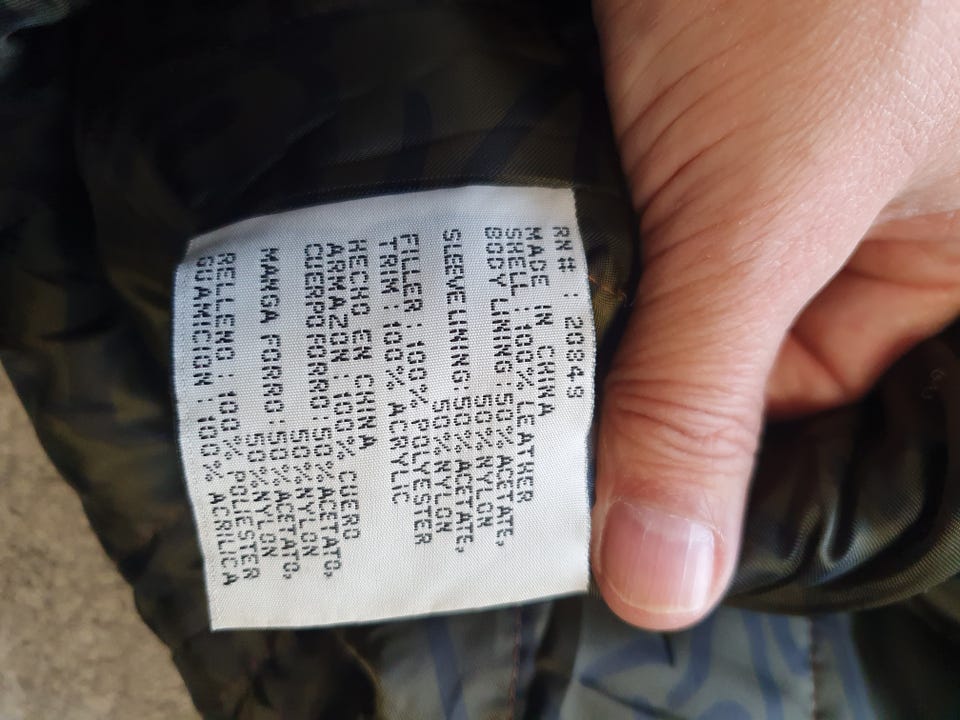 RN# : 20843
MADE IN CHINA
SHELL : 100% LEATHER
BODY LINING : 50% ACETATE,
50% NYLON
SLEEVE LINING: 50% ACETATE,
50% NYLON
FILLER : 100% POLYESTER
TRIM : 100% ACRYLIC
HECHO EN CHINA
ARMAZON : 100% CUERO
CUERPO FORRO : 50% ACETATO,
50% NYLON
MANGA FORRO : 50% ACETATO,
50% NYLON
RELLENO : 100% POLIESTER
GUAMICION : 100% ACRILICA